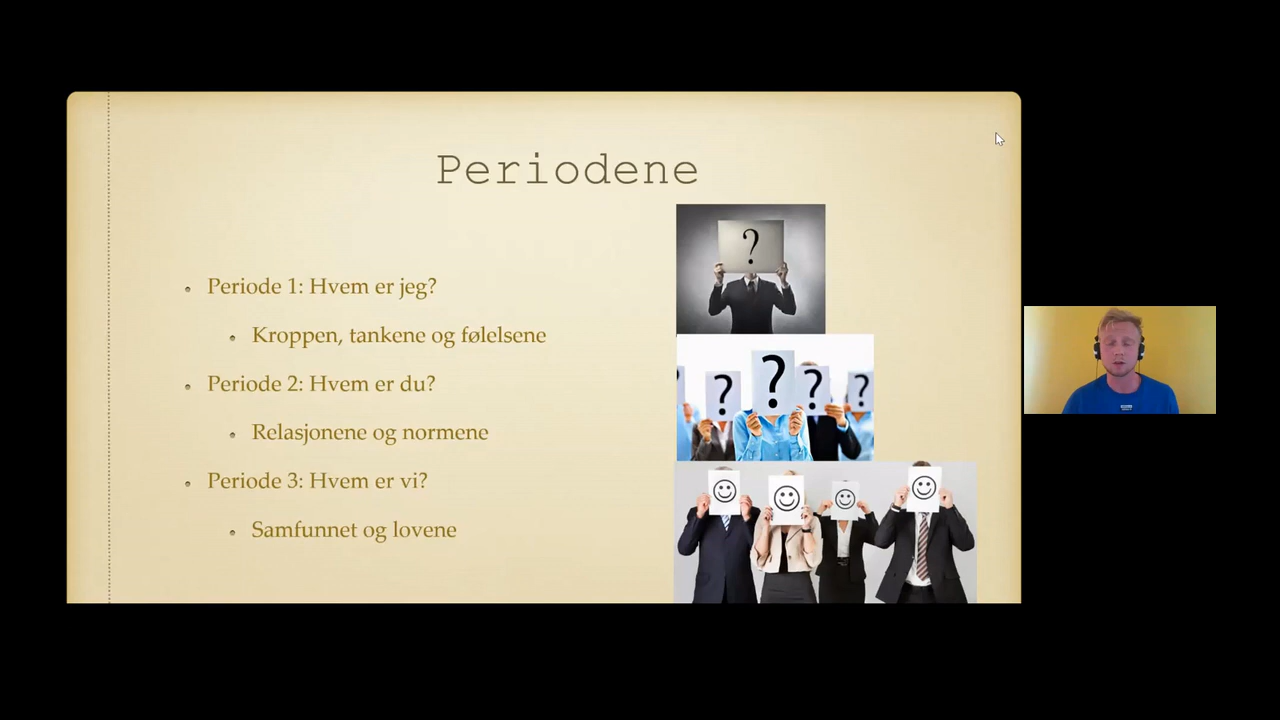 Periodene
Periode 1: Hvem er jeg?
Kroppen, tankene og følelsene
Periode 2: Hvem er du?
Relasjonene og normene
Periode 3: Hvem er vi?
Samfunnet og lovene
?
? ? ? ?